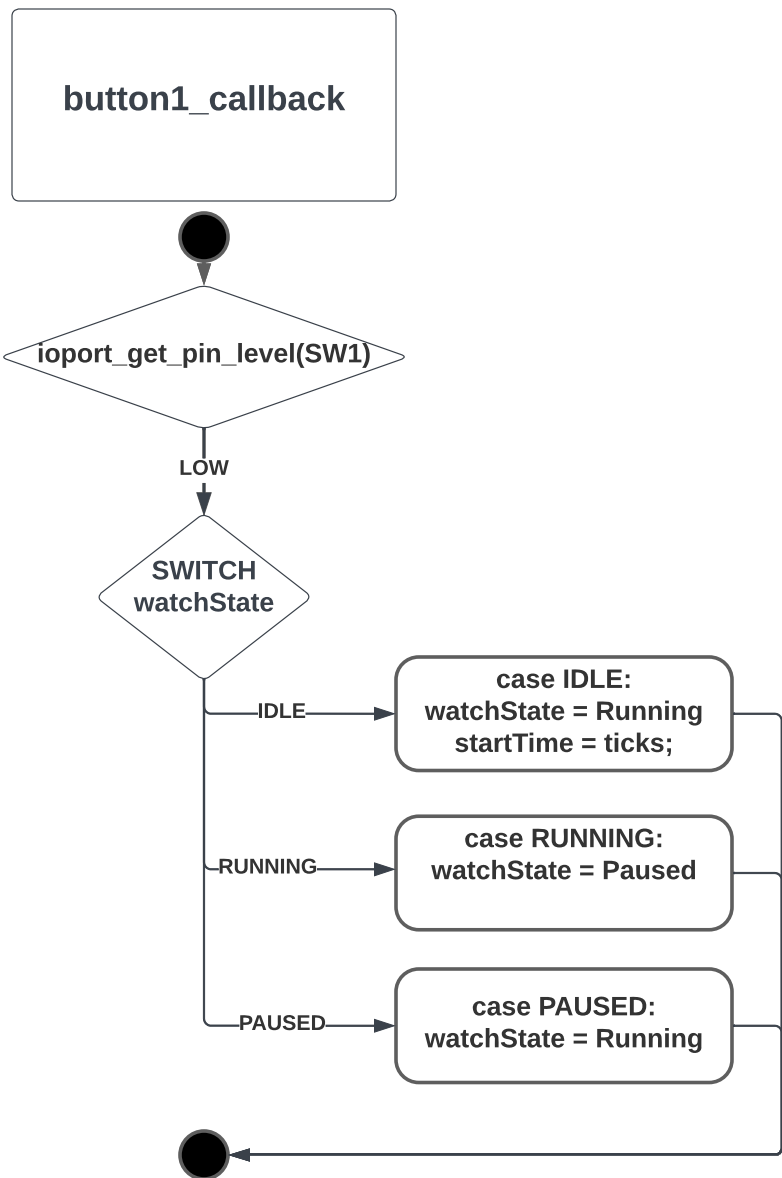 button1_callback
ioport_get_pin_level(SW1)
LOW
SWITCH
watchState
case IDLE:
watchState = Running
startTime = ticks;
IDLE
case RUNNING:
watchState = Paused
RUNNING
case PAUSED:
watchState = Running
PAUSED